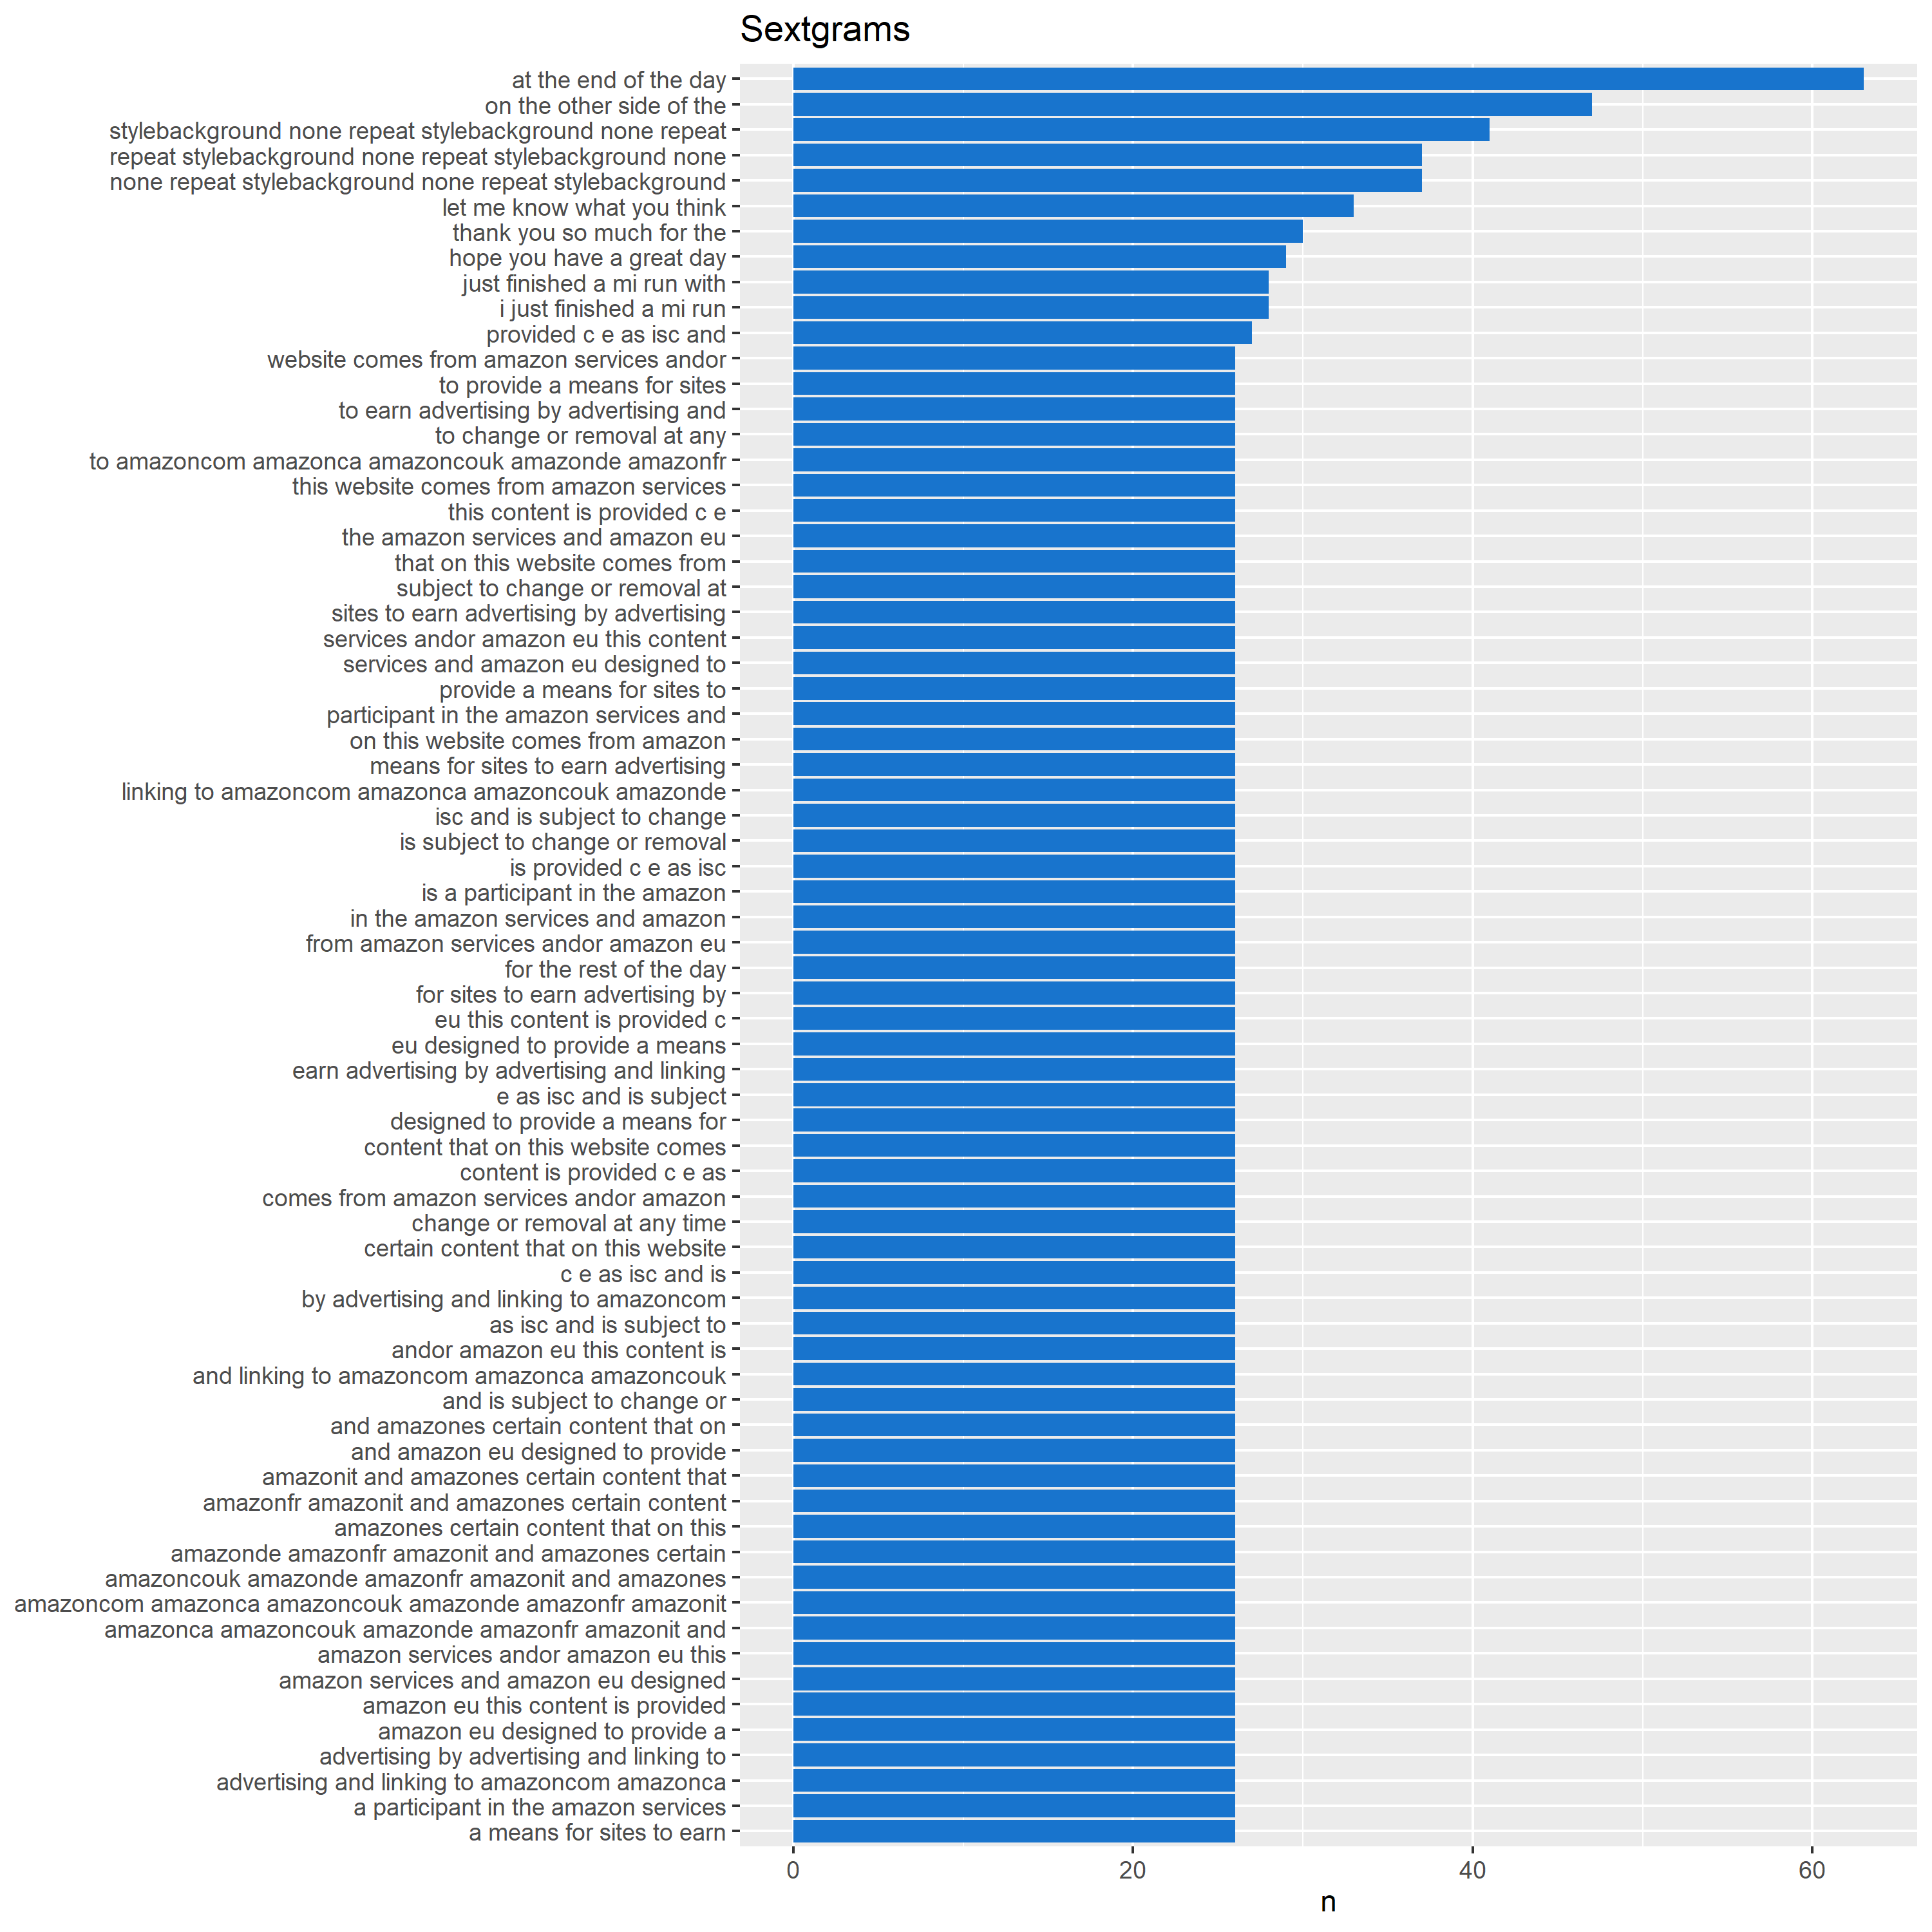 Sextgrams
at the end of the day
on the other side of the
stylebackground none repeat stylebackground none repeat
repeat stylebackground none repeat stylebackground none
none repeat stylebackground none repeat stylebackground
let me know what you think
thank you so much for the
hope you have a great day
just finished a mi run with
i just finished a mi run
provided c e as isc and
website comes from amazon services andor
to provide a means for sites
to earn advertising by advertising and
to change or removal at any
to amazoncom amazonca amazoncouk amazonde amazonfr
this website comes from amazon services
this content is provided c e
the amazon services and amazon eu
that on this website comes from
subject to change or removal at
sites to earn advertising by advertising
services andor amazon eu this content
services and amazon eu designed to
provide a means for sites to
participant in the amazon services and
on this website comes from amazon
means for sites to earn advertising
linking to amazoncom amazonca amazoncouk amazonde
isc and is subject to change
is subject to change or removal
is provided c e as isc
is a participant in the amazon
in the amazon services and amazon
from amazon services andor amazon eu
for the rest of the day
for sites to earn advertising by
eu this content is provided c
eu designed to provide a means
earn advertising by advertising and linking
e as isc and is subject
designed to provide a means for
content that on this website comes
content is provided c e as
comes from amazon services andor amazon
change or removal at any time
certain content that on this website
c e as isc and is
by advertising and linking to amazoncom
as isc and is subject to
andor amazon eu this content is
and linking to amazoncom amazonca amazoncouk
and is subject to change or
and amazones certain content that on
and amazon eu designed to provide
amazonit and amazones certain content that
amazonfr amazonit and amazones certain content
amazones certain content that on this
amazonde amazonfr amazonit and amazones certain
amazoncouk amazonde amazonfr amazonit and amazones
amazoncom amazonca amazoncouk amazonde amazonfr amazonit
amazonca amazoncouk amazonde amazonfr amazonit and
amazon services andor amazon eu this
amazon services and amazon eu designed
amazon eu this content is provided
amazon eu designed to provide a
advertising by advertising and linking to
advertising and linking to amazoncom amazonca
a participant in the amazon services
a means for sites to earn
0 20 40 60
n